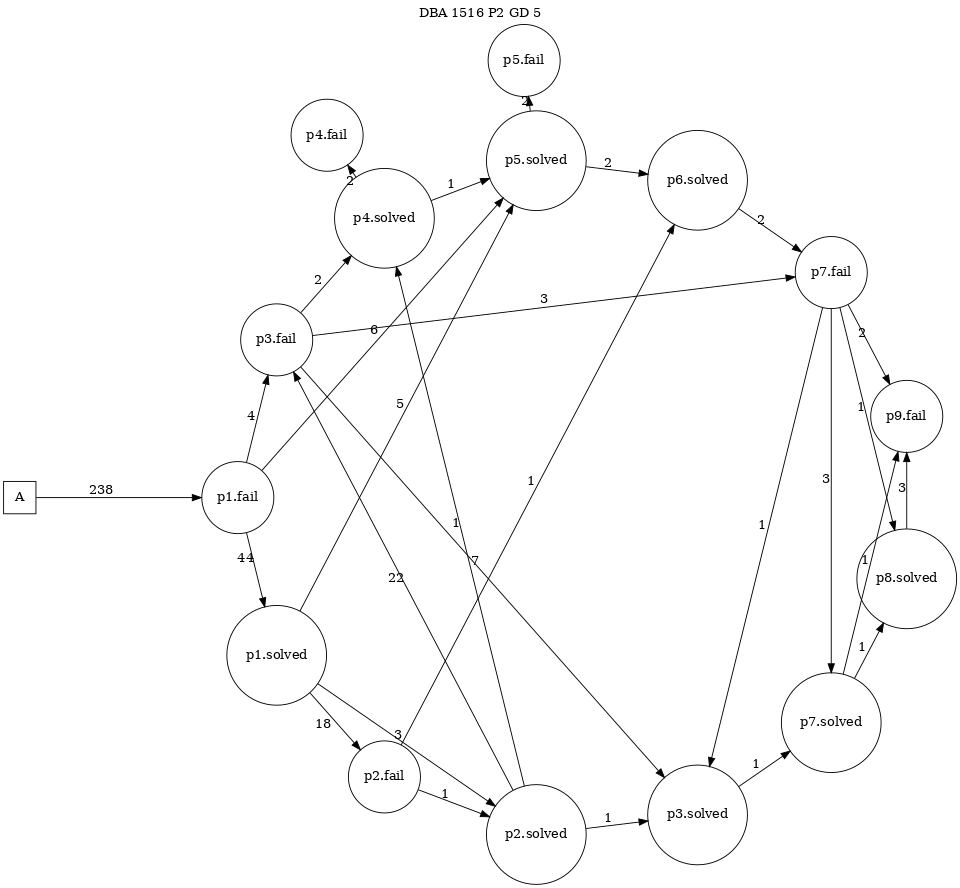 DBA 1516 P2 GD 5
p5.fail
2
p4.fail
p5.solved
2
p6.solved
2
1
p4.solved
2
p7.fail
2
3
p3.fail
6
2
5
1
4
p9.fail
A
238
p1.fail
1
3
3
1
1
44
7
1
22
p8.solved
1
p1.solved
18
3
p7.solved
p2.fail
1
1
p3.solved
1
p2.solved